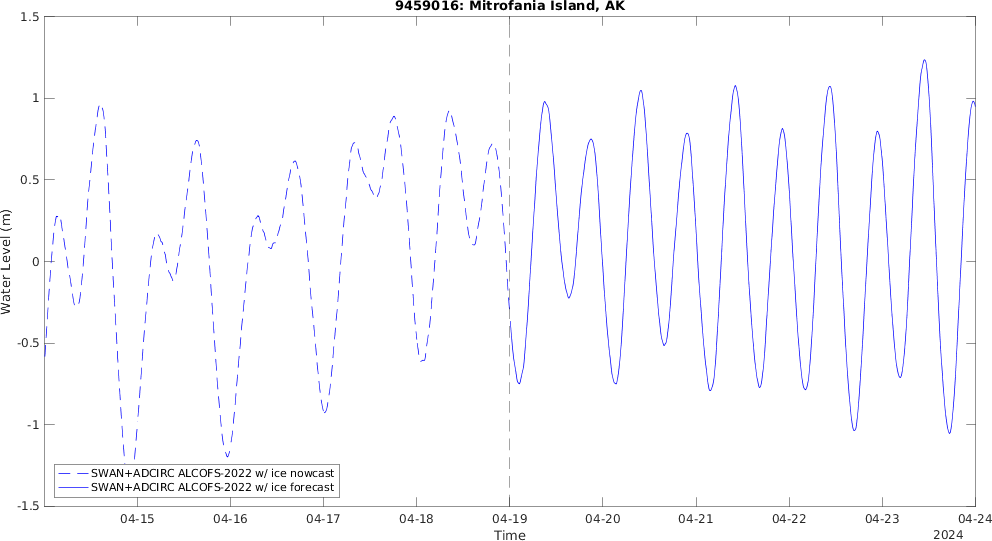 9459016: Mitrofania Island, AK
1.5
1
0.5
0
-0.5
-1
-1.5
Water Level (m)
SWAN+ADCIRC ALCOFS-2022 w/ ice nowcast
SWAN+ADCIRC ALCOFS-2022 w/ ice forecast
04-15 04-16 04-17 04-18 04-19 04-20 04-21 04-22 04-23 04-24
Time
2024